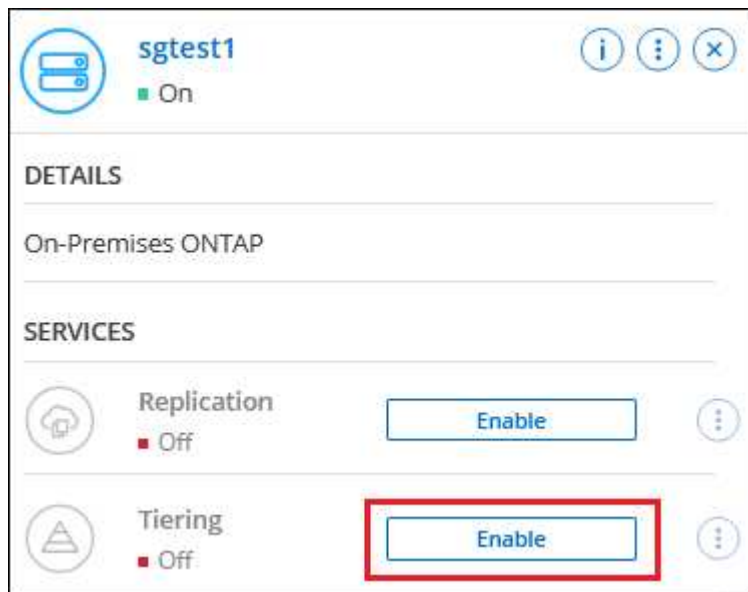 sgtest1
On
DETAILS
On-Premises ONTAP
SERVICES
Replication
Enable
Off
Tiering
Enable
Off